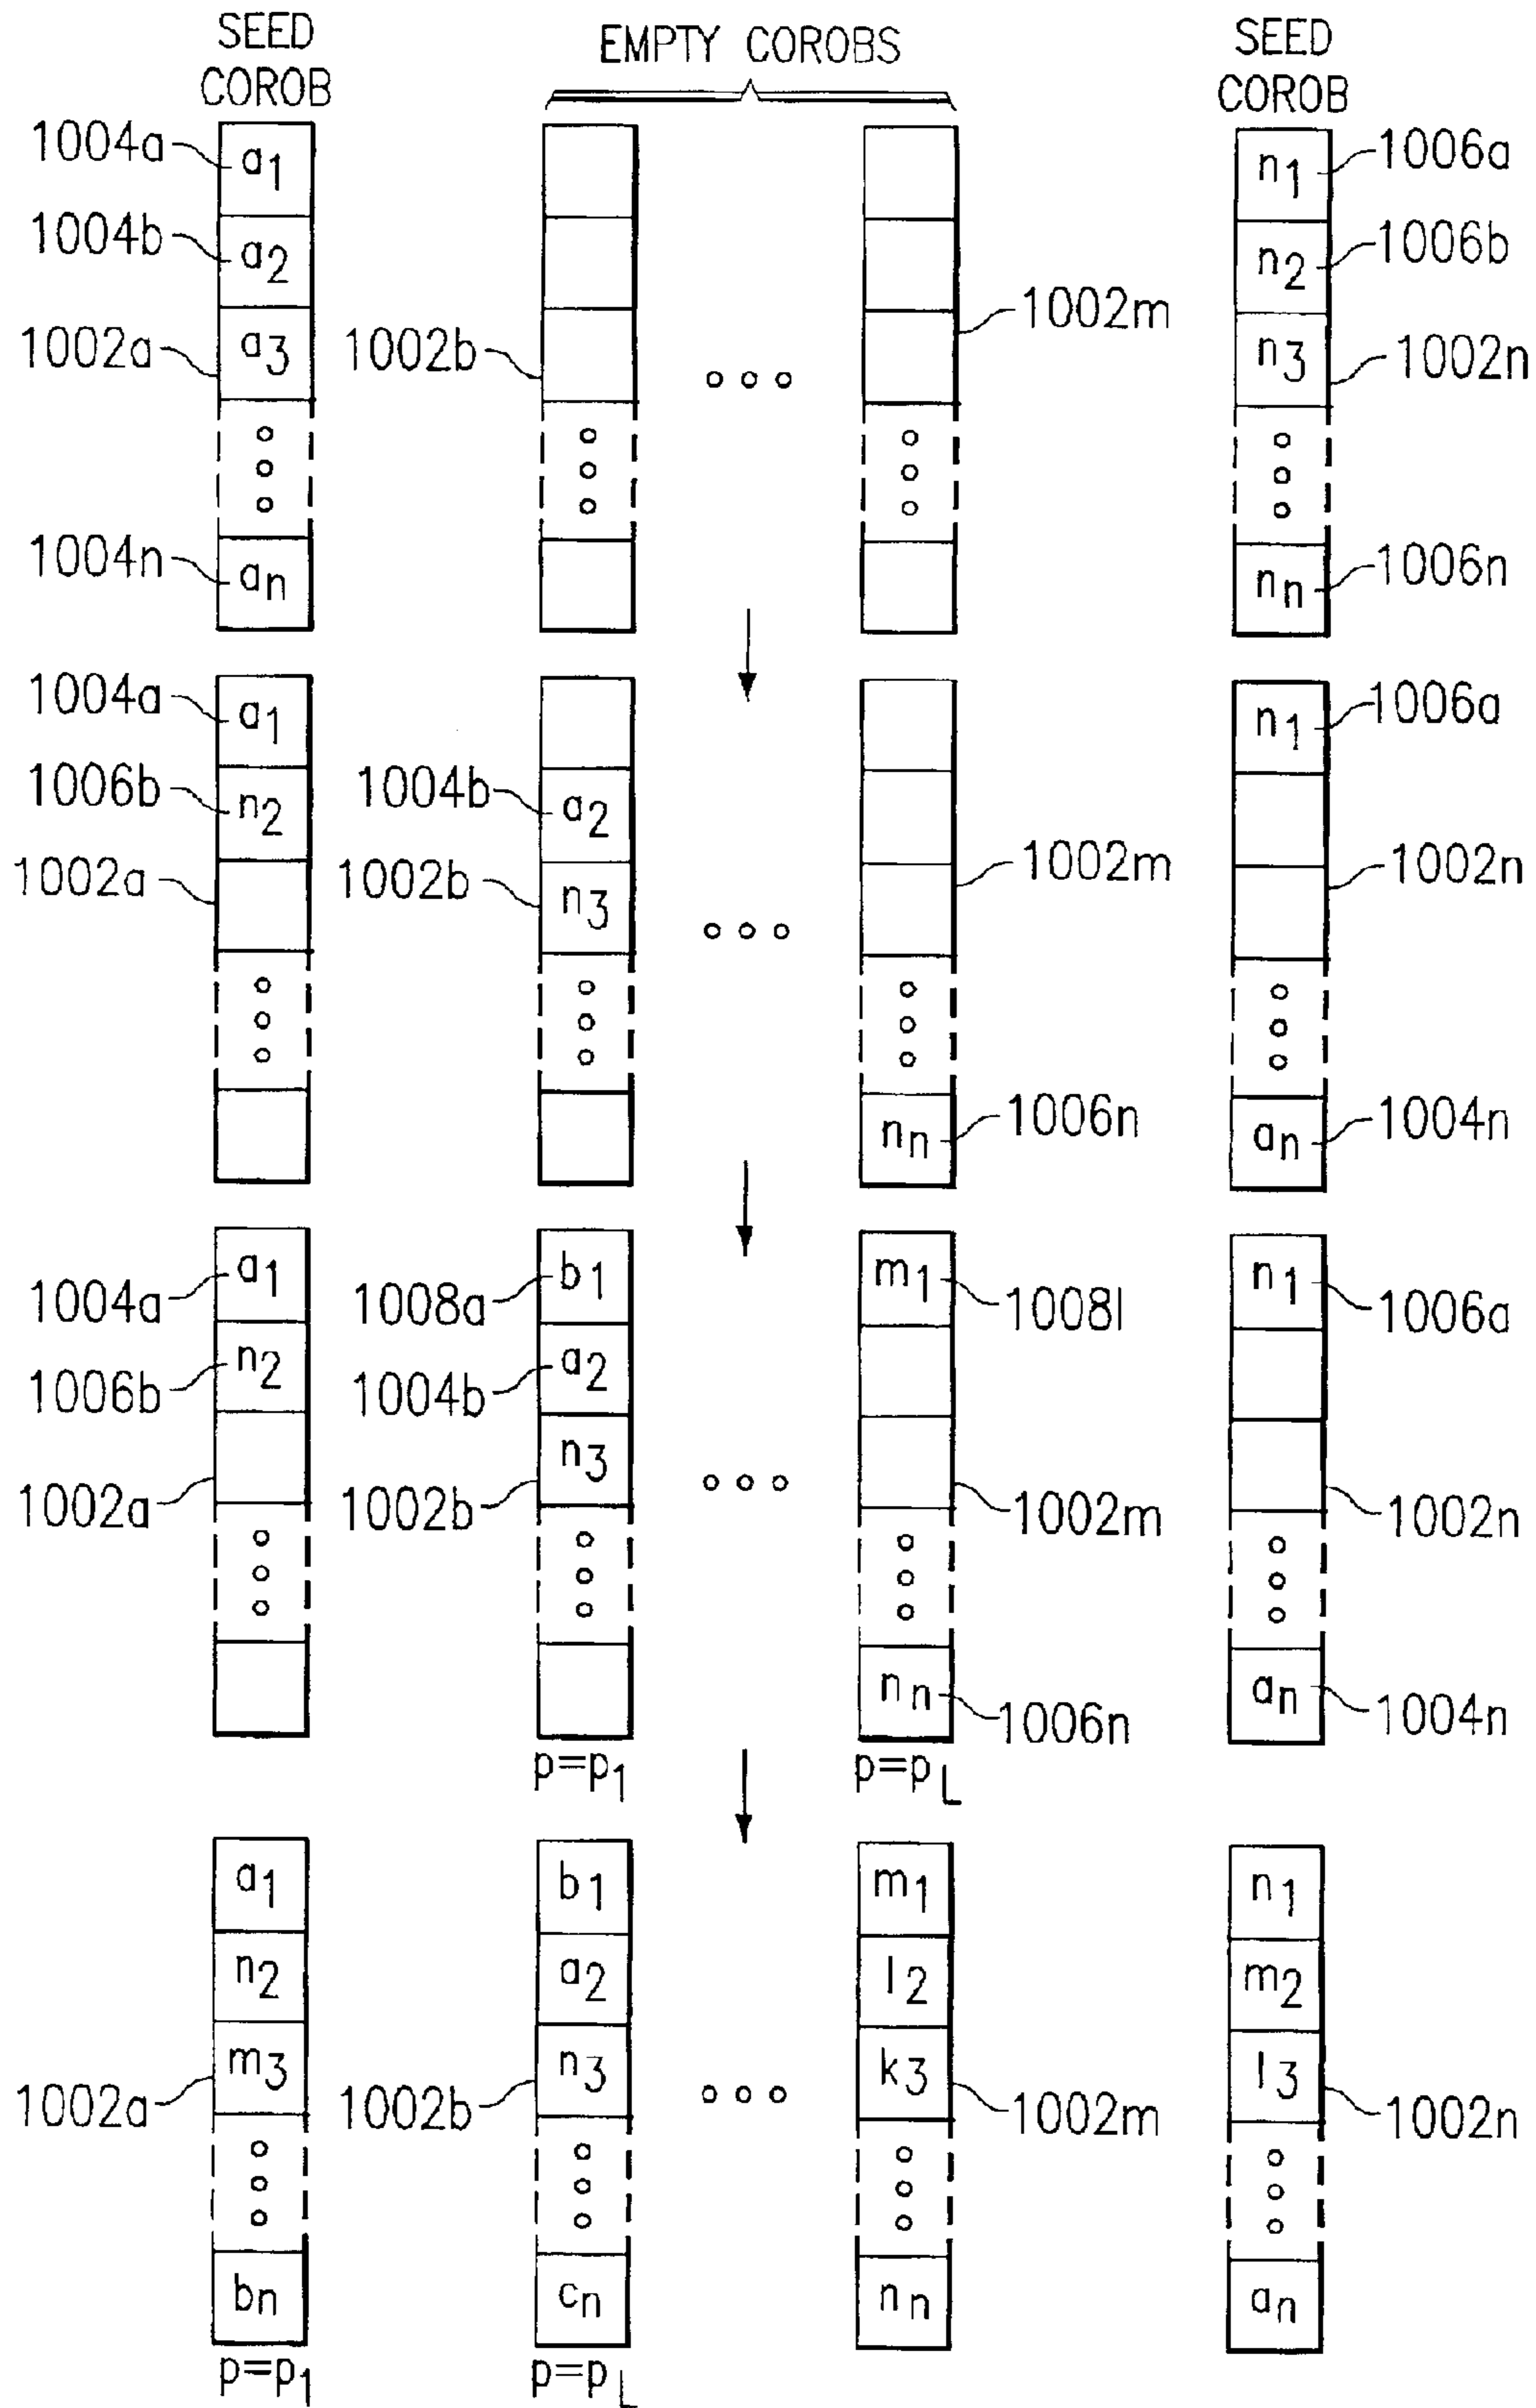 SEED
COROB
EMPTY COROBS
SEED
COROB
1004a a1 n1 1006a
1004b a2 n2 1006b
1002a a3 1002b 1002m n3 1002n
1004n an nn 1006n
1004a a1 n1 1006a
1006b n2 1004b a2
1002a 1002b n3 1002m 1002n
nn 1006n an 1004n
1004a a1 1008a b1 m1 1008l n1 1006a
1006b n2 1004b a2
1002a 1002b n3 1002m 1002n
nn 1006n an 1004n
p=p1 p=pL
a1 b1 m1 n1
n2 a2 l2 m2
1002a m3 1002b n3 k3 1002m l3 1002n
bn cn nn an
p=p1 p=pL